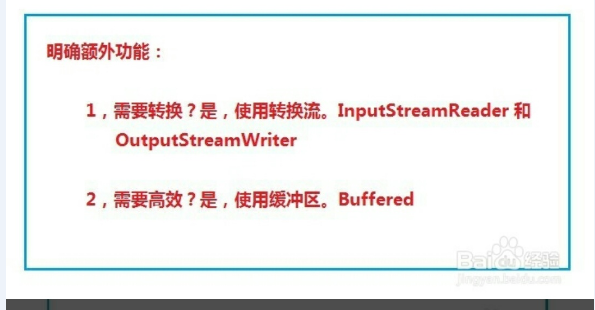 明确额外功能：
1，需要转换？是，使用转换流。InputStreamReader 和
OutputStreamWriter
2，需要高效？是，使用缓冲区。Buffered
Baidu经验
jingyan.baidu.com